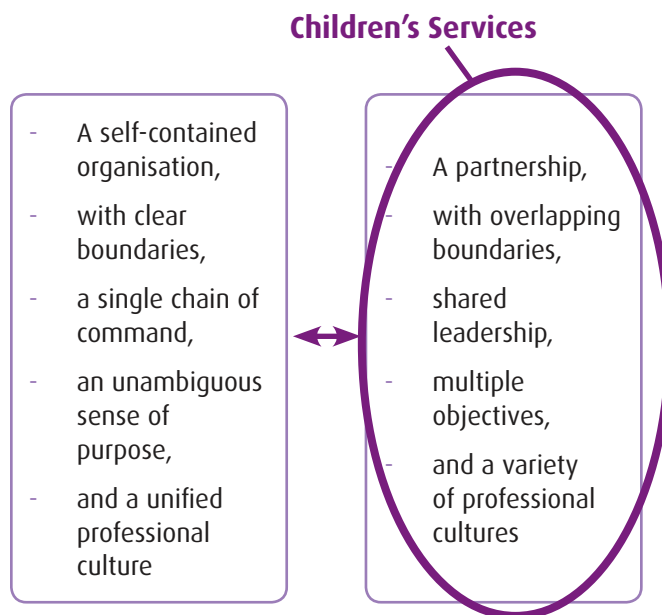 Children’s Services
- A self-contained
organisation,
- with clear
boundaries,
- a single chain of
command,
- an unambiguous
sense of
purpose,
- and a unified
professional
culture
- A partnership,
- with overlapping
boundaries,
- shared
leadership,
- multiple
objectives,
- and a variety
of professional
cultures